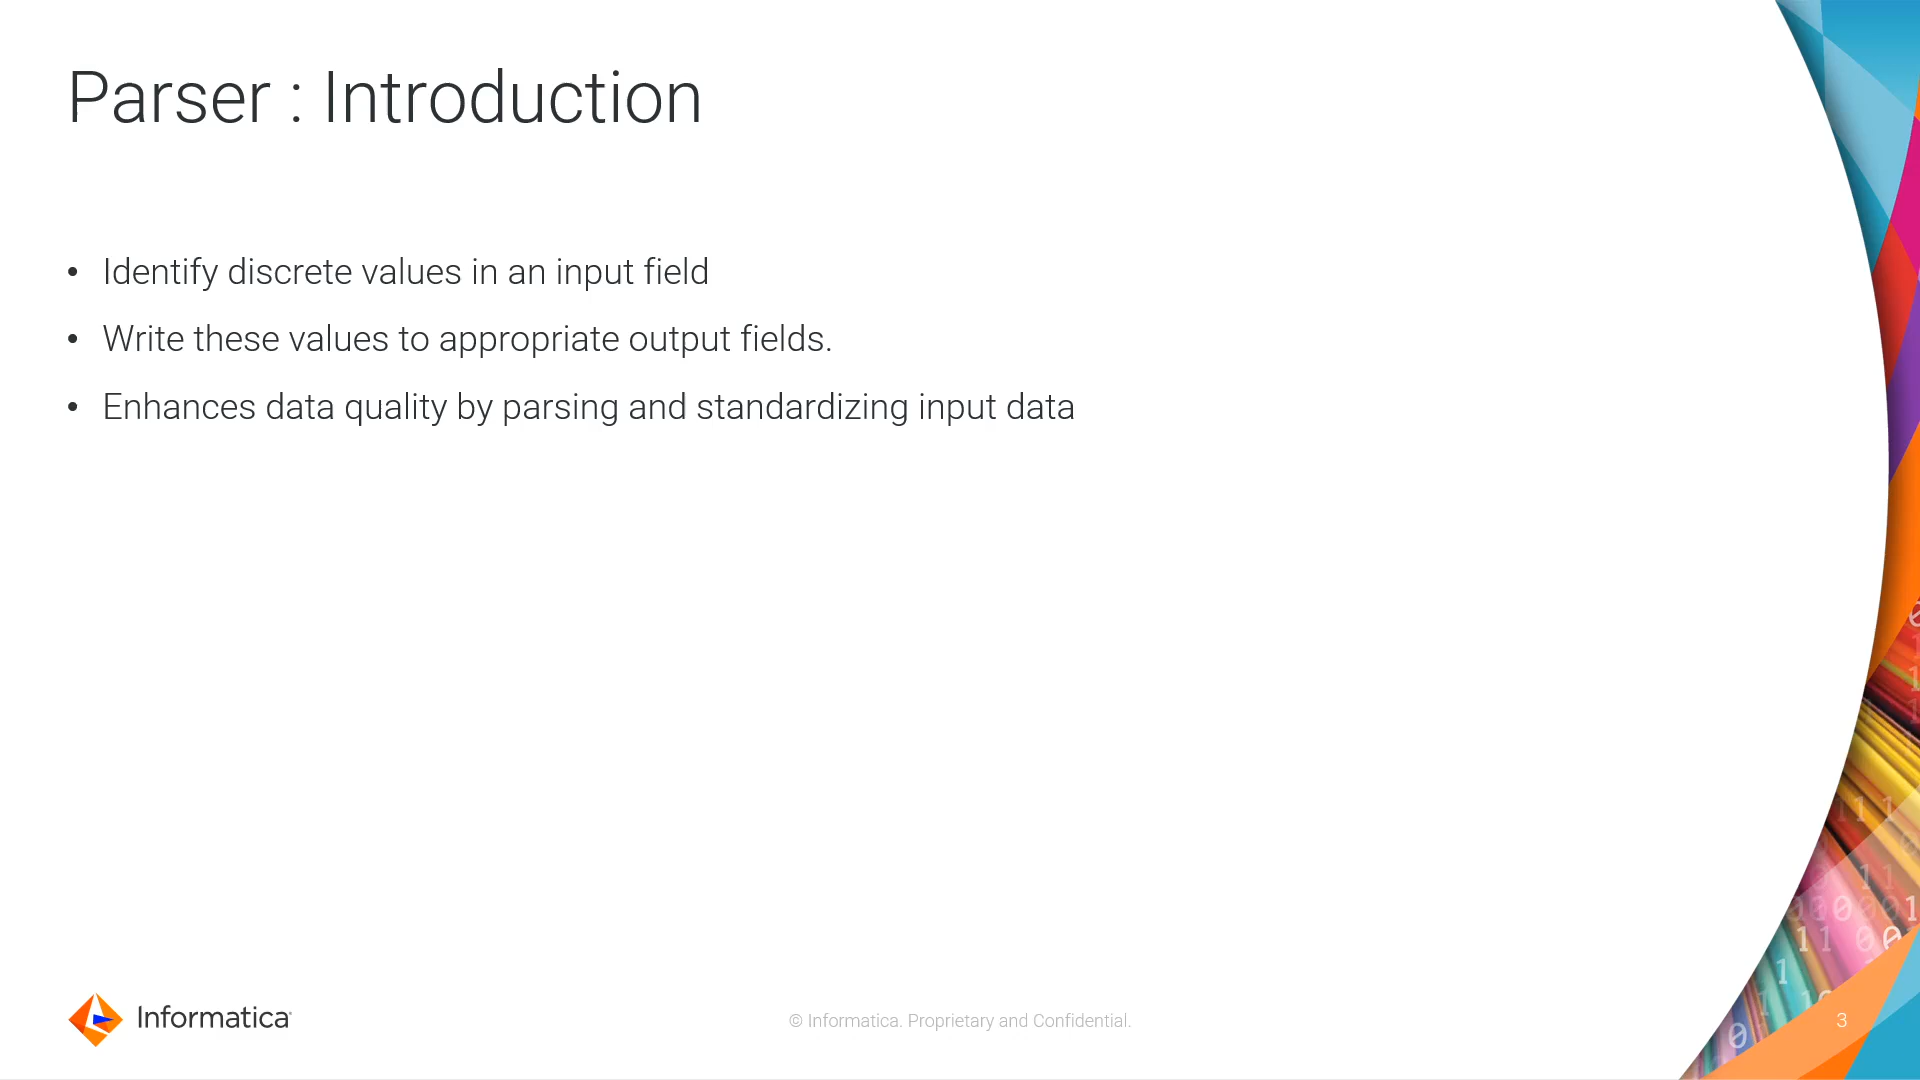 Parser : Introduction
• Identify discrete values in an input field
• Write these values to appropriate output fields.
• Enhances data quality by parsing and standardizing input data
Informatica
© Informatica. Proprietary and Confidential.
3